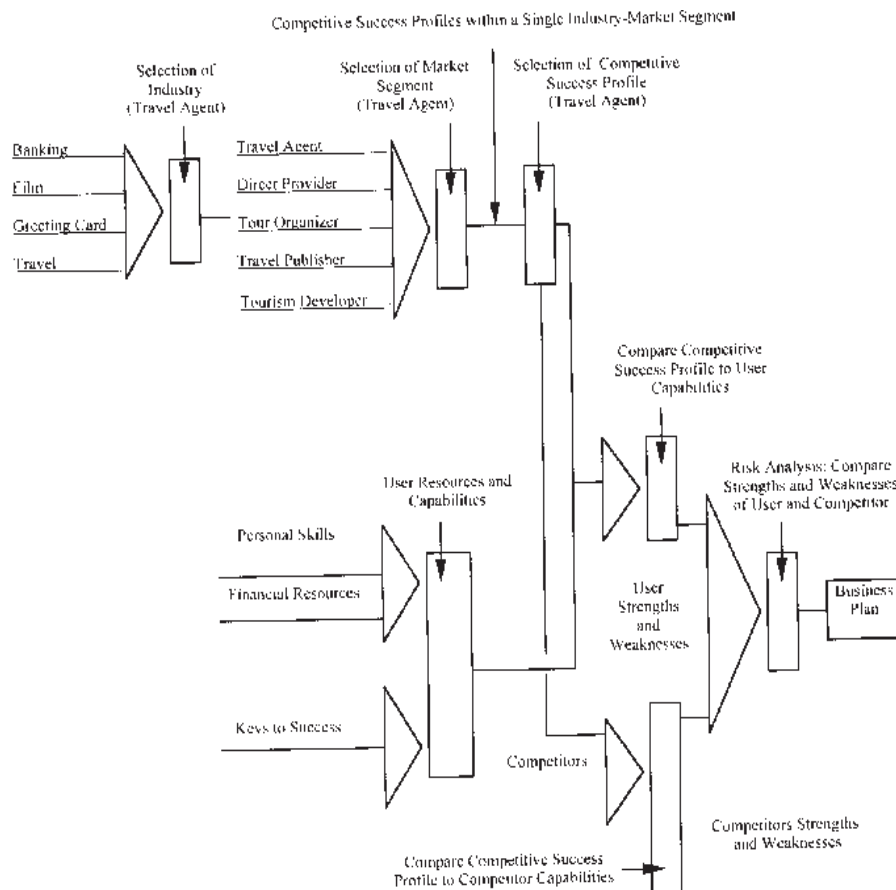 Competitive Success Profiles within a Single Industry-Market Segment
Selection of
Industry
(Travel Agent)
Selection of Market
Segment
(Travel Agent)
Selection of Competitive
Success Profile
(Travel Agent)
Banking
Film
Greeting Card
Travel
Travel Agent
Direct Provider
Tour Organizer
Travel Publisher
Tourism Developer
Compare Competitive
Success Profile to User
Capabilities
Risk Analysis: Compare
Strengths and Weaknesses
of User and Competitor
User Resources and
Capabilities
Personal Skills
Financial Resources
User
Strengths
and
Weaknesses
Business
Plan
Keys to Success
Competitors
Competitors Strengths
and Weaknesses
Compare Competitive Success
Profile to Competitor Capabilities